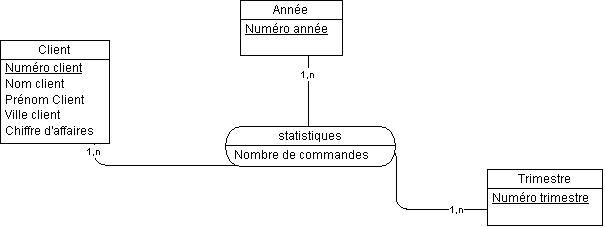 Année
Numéro année
Client
Numéro client
Nom client
Prénom Client
Ville client
Chiffre d'affaires
1,n
1,n
statistiques
Nombre de commandes
Trimestre
Numéro trimestre
1,n